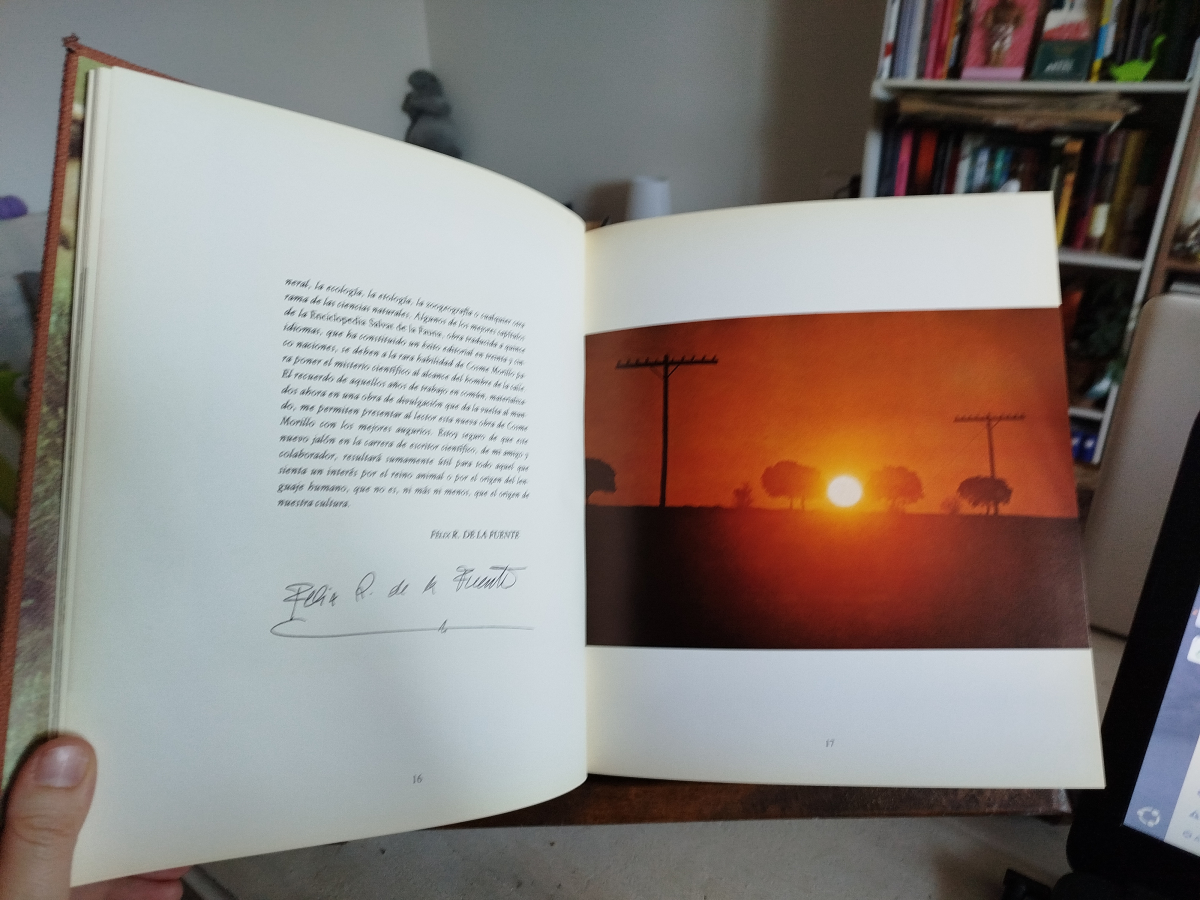 neral, la ecología, la etología, la zoogeografía o cualquier otra
rama de las ciencias naturales. Algunos de los mejores capítulos
de la Enciclopedia Salvat de la Fauna, obra traducida a quince
idiomas, que ha constituido un éxito editorial en treinta y cin-
co naciones, se deben a la rara habilidad de Cosme Morillo pa-
ra poner el misterio científico al alcance del hombre de la calle.
El recuerdo de aquellos años de trabajo en común, materializa-
dos ahora en una obra de divulgación que da la vuelta al mun-
do, me permiten presentar al lector esta nueva obra de Cosme
Morillo con los mejores augurios. Estoy seguro de que este
nuevo jalón en la carrera de escritor científico, de mi amigo y
colaborador, resultará sumamente útil para todo aquel que
sienta un interés por el reino animal o por el origen del len-
guaje humano, que no es, ni más ni menos, que el origen de
nuestra cultura.
FÉLIX R. DE LA FUENTE
Felix R. de la Fuente
16
17